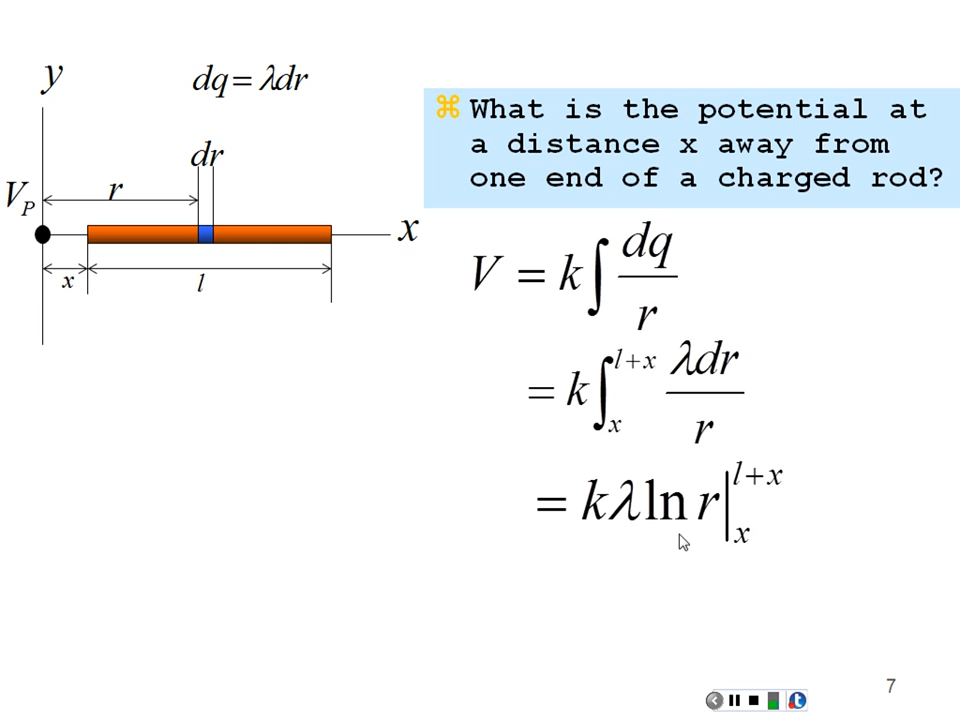 y
dq = λdr
⌘ What is the potential at
a distance x away from
one end of a charged rod?
dr
V_P
r
x
x
l
V = k ∫ dq/r
= k ∫_x^{l+x} λdr/r
= kλ ln r |_x^{l+x}
7